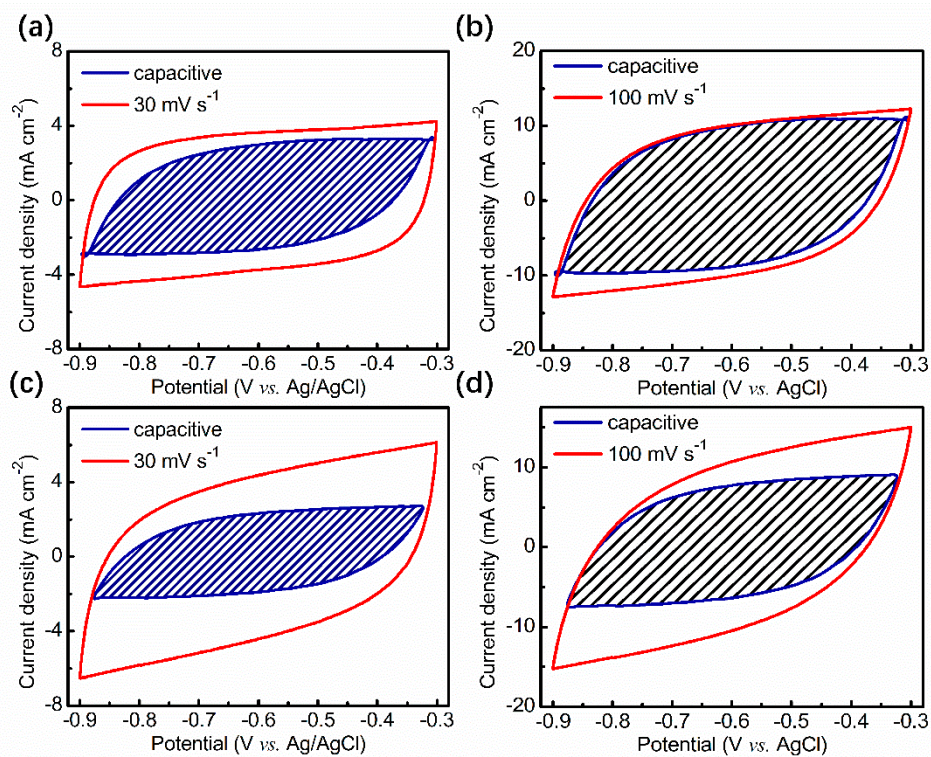 (a)
8
4
0
-4
-8
Current density (mA cm⁻²)
capacitive
30 mV s⁻¹
-0.9 -0.8 -0.7 -0.6 -0.5 -0.4 -0.3
Potential (V vs. Ag/AgCl)
(b)
20
10
0
-10
-20
Current density (mA cm⁻²)
capacitive
100 mV s⁻¹
-0.9 -0.8 -0.7 -0.6 -0.5 -0.4 -0.3
Potential (V vs. AgCl)
(c)
8
4
0
-4
-8
Current density (mA cm⁻²)
capacitive
30 mV s⁻¹
-0.9 -0.8 -0.7 -0.6 -0.5 -0.4 -0.3
Potential (V vs. Ag/AgCl)
(d)
10
0
-10
-20
Current density (mA cm⁻²)
capacitive
100 mV s⁻¹
-0.9 -0.8 -0.7 -0.6 -0.5 -0.4 -0.3
Potential (V vs. AgCl)